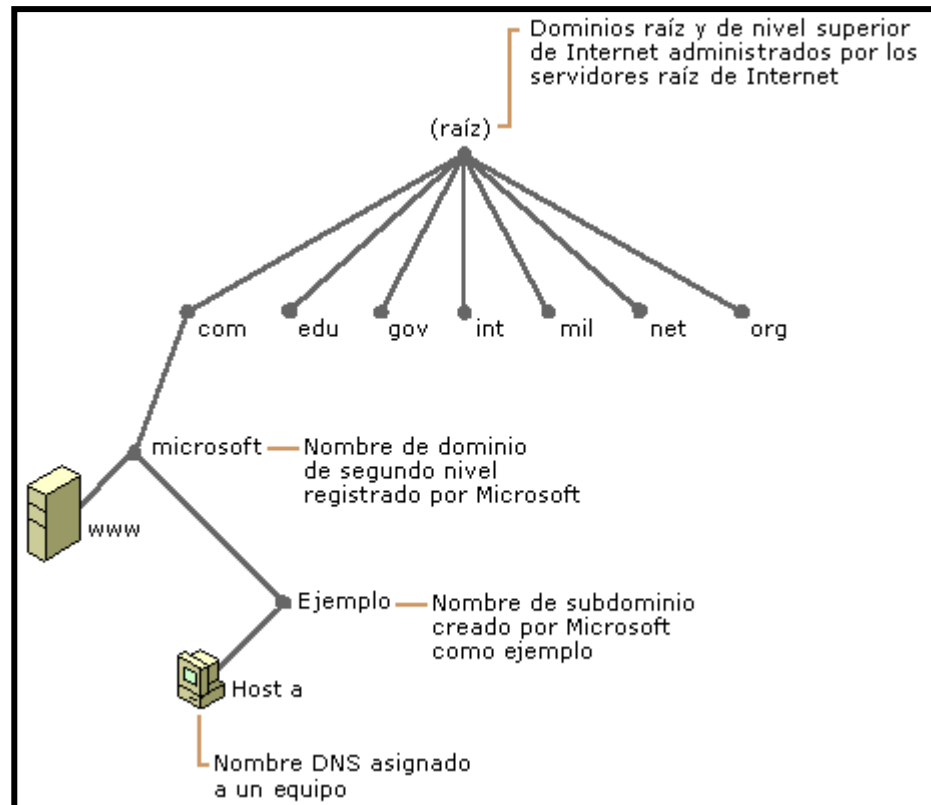 Dominios raíz y de nivel superior
de Internet administrados por los
servidores raíz de Internet
(raíz)
com edu gov int mil net org
microsoft
Nombre de dominio
de segundo nivel
registrado por Microsoft
www
Ejemplo
Nombre de subdominio
creado por Microsoft
como ejemplo
Host a
Nombre DNS asignado
a un equipo